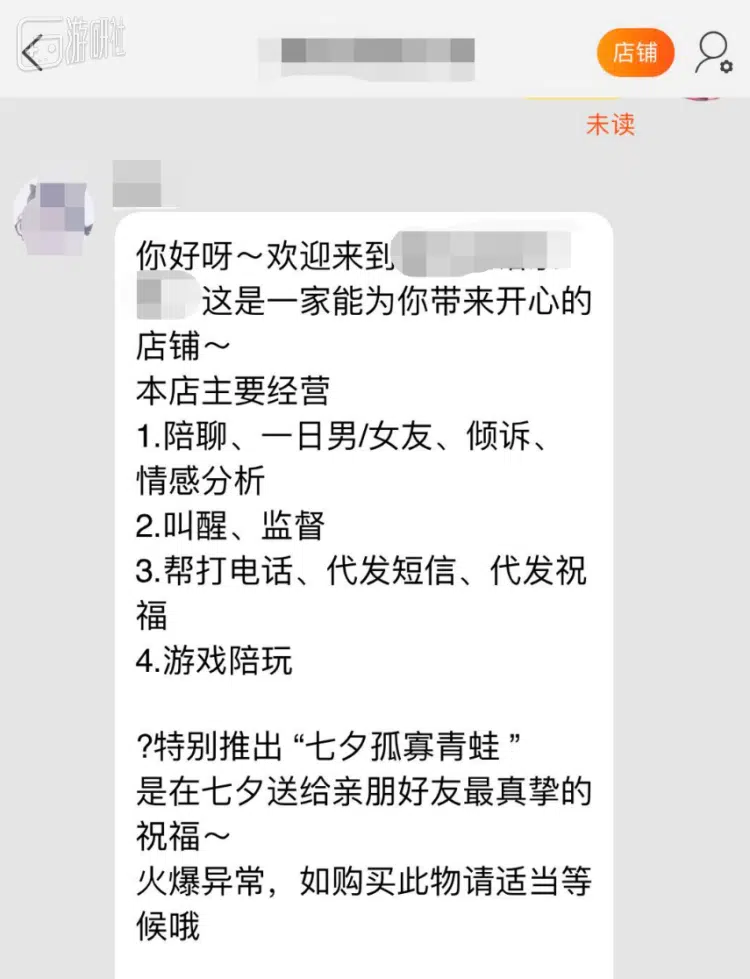 游研社
店铺
未读
你好呀～欢迎来到
这是一家能为你带来开心的
店铺～
本店主要经营
1.陪聊、一日男/女友、倾诉、
情感分析
2.叫醒、监督
3.帮打电话、代发短信、代发祝
福
4.游戏陪玩
?特别推出 “七夕孤寡青蛙 ”
是在七夕送给亲朋好友最真挚的
祝福～
火爆异常，如购买此物请适当等
候哦